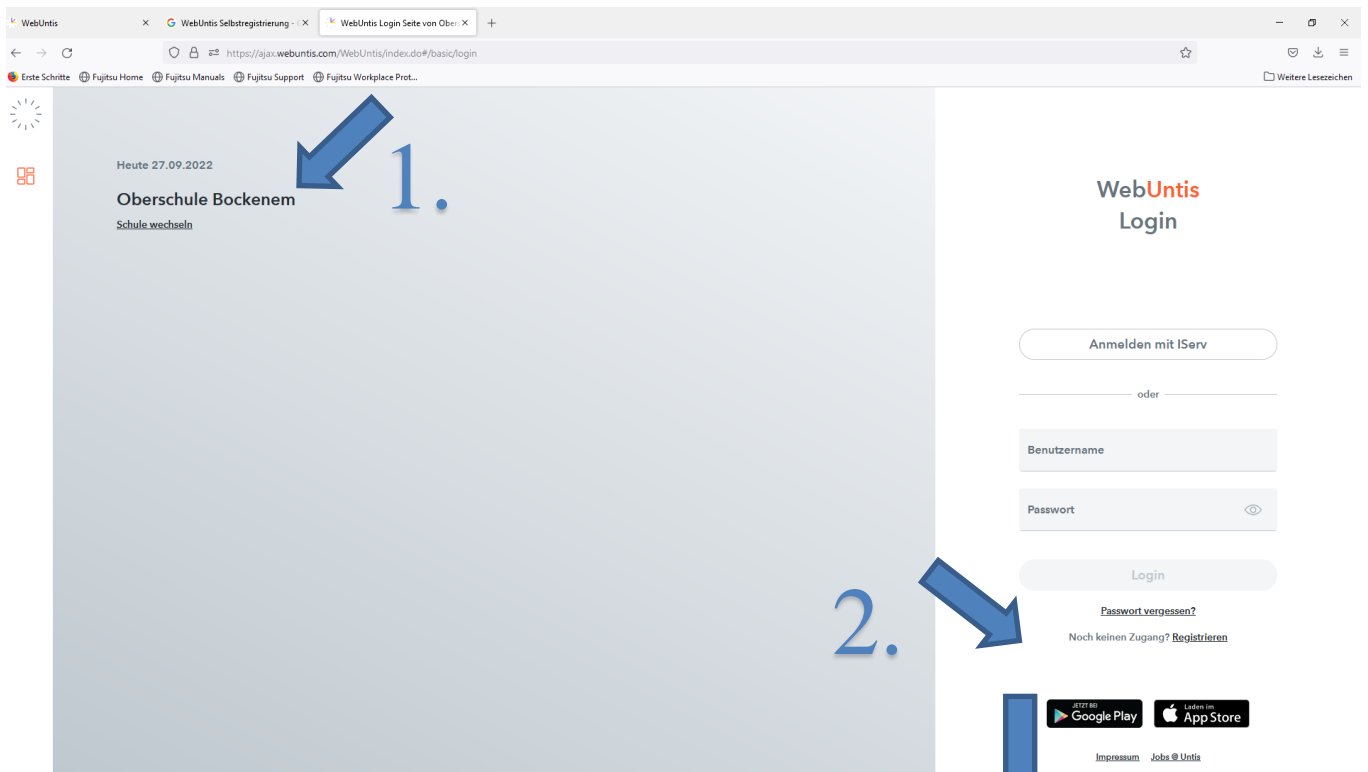 WebUntis
WebUntis Selbstregistrierung -
WebUntis Login Seite von Ober
https://ajax.webuntis.com/WebUntis/index.do#/basic/login
Erste Schritte
Fujitsu Home
Fujitsu Manuals
Fujitsu Support
Fujitsu Workplace Prot...
Weitere Lesezeichen
Heute 27.09.2022
Oberschule Bockenem
Schule wechseln
1.
WebUntis
Login
Anmelden mit IServ
oder
Benutzername
Passwort
Login
Passwort vergessen?
2.
Noch keinen Zugang? Registrieren
JETZT BEI
Google Play
Laden im
App Store
Impressum
Jobs @ Untis